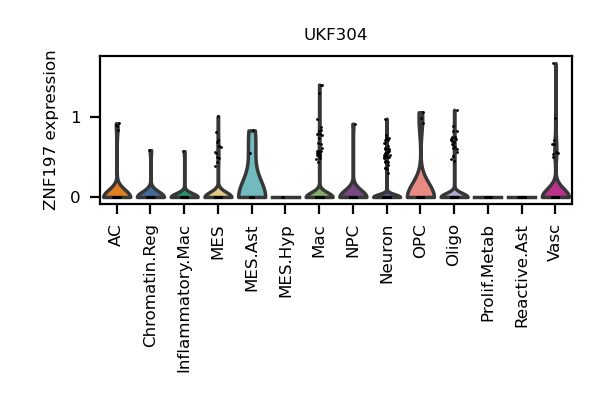 UKF304
ZNF197 expression
1
0
AC
Chromatin.Reg
Inflammatory.Mac
MES
MES.Ast
MES.Hyp
Mac
NPC
Neuron
OPC
Oligo
Prolif.Metab
Reactive.Ast
Vasc